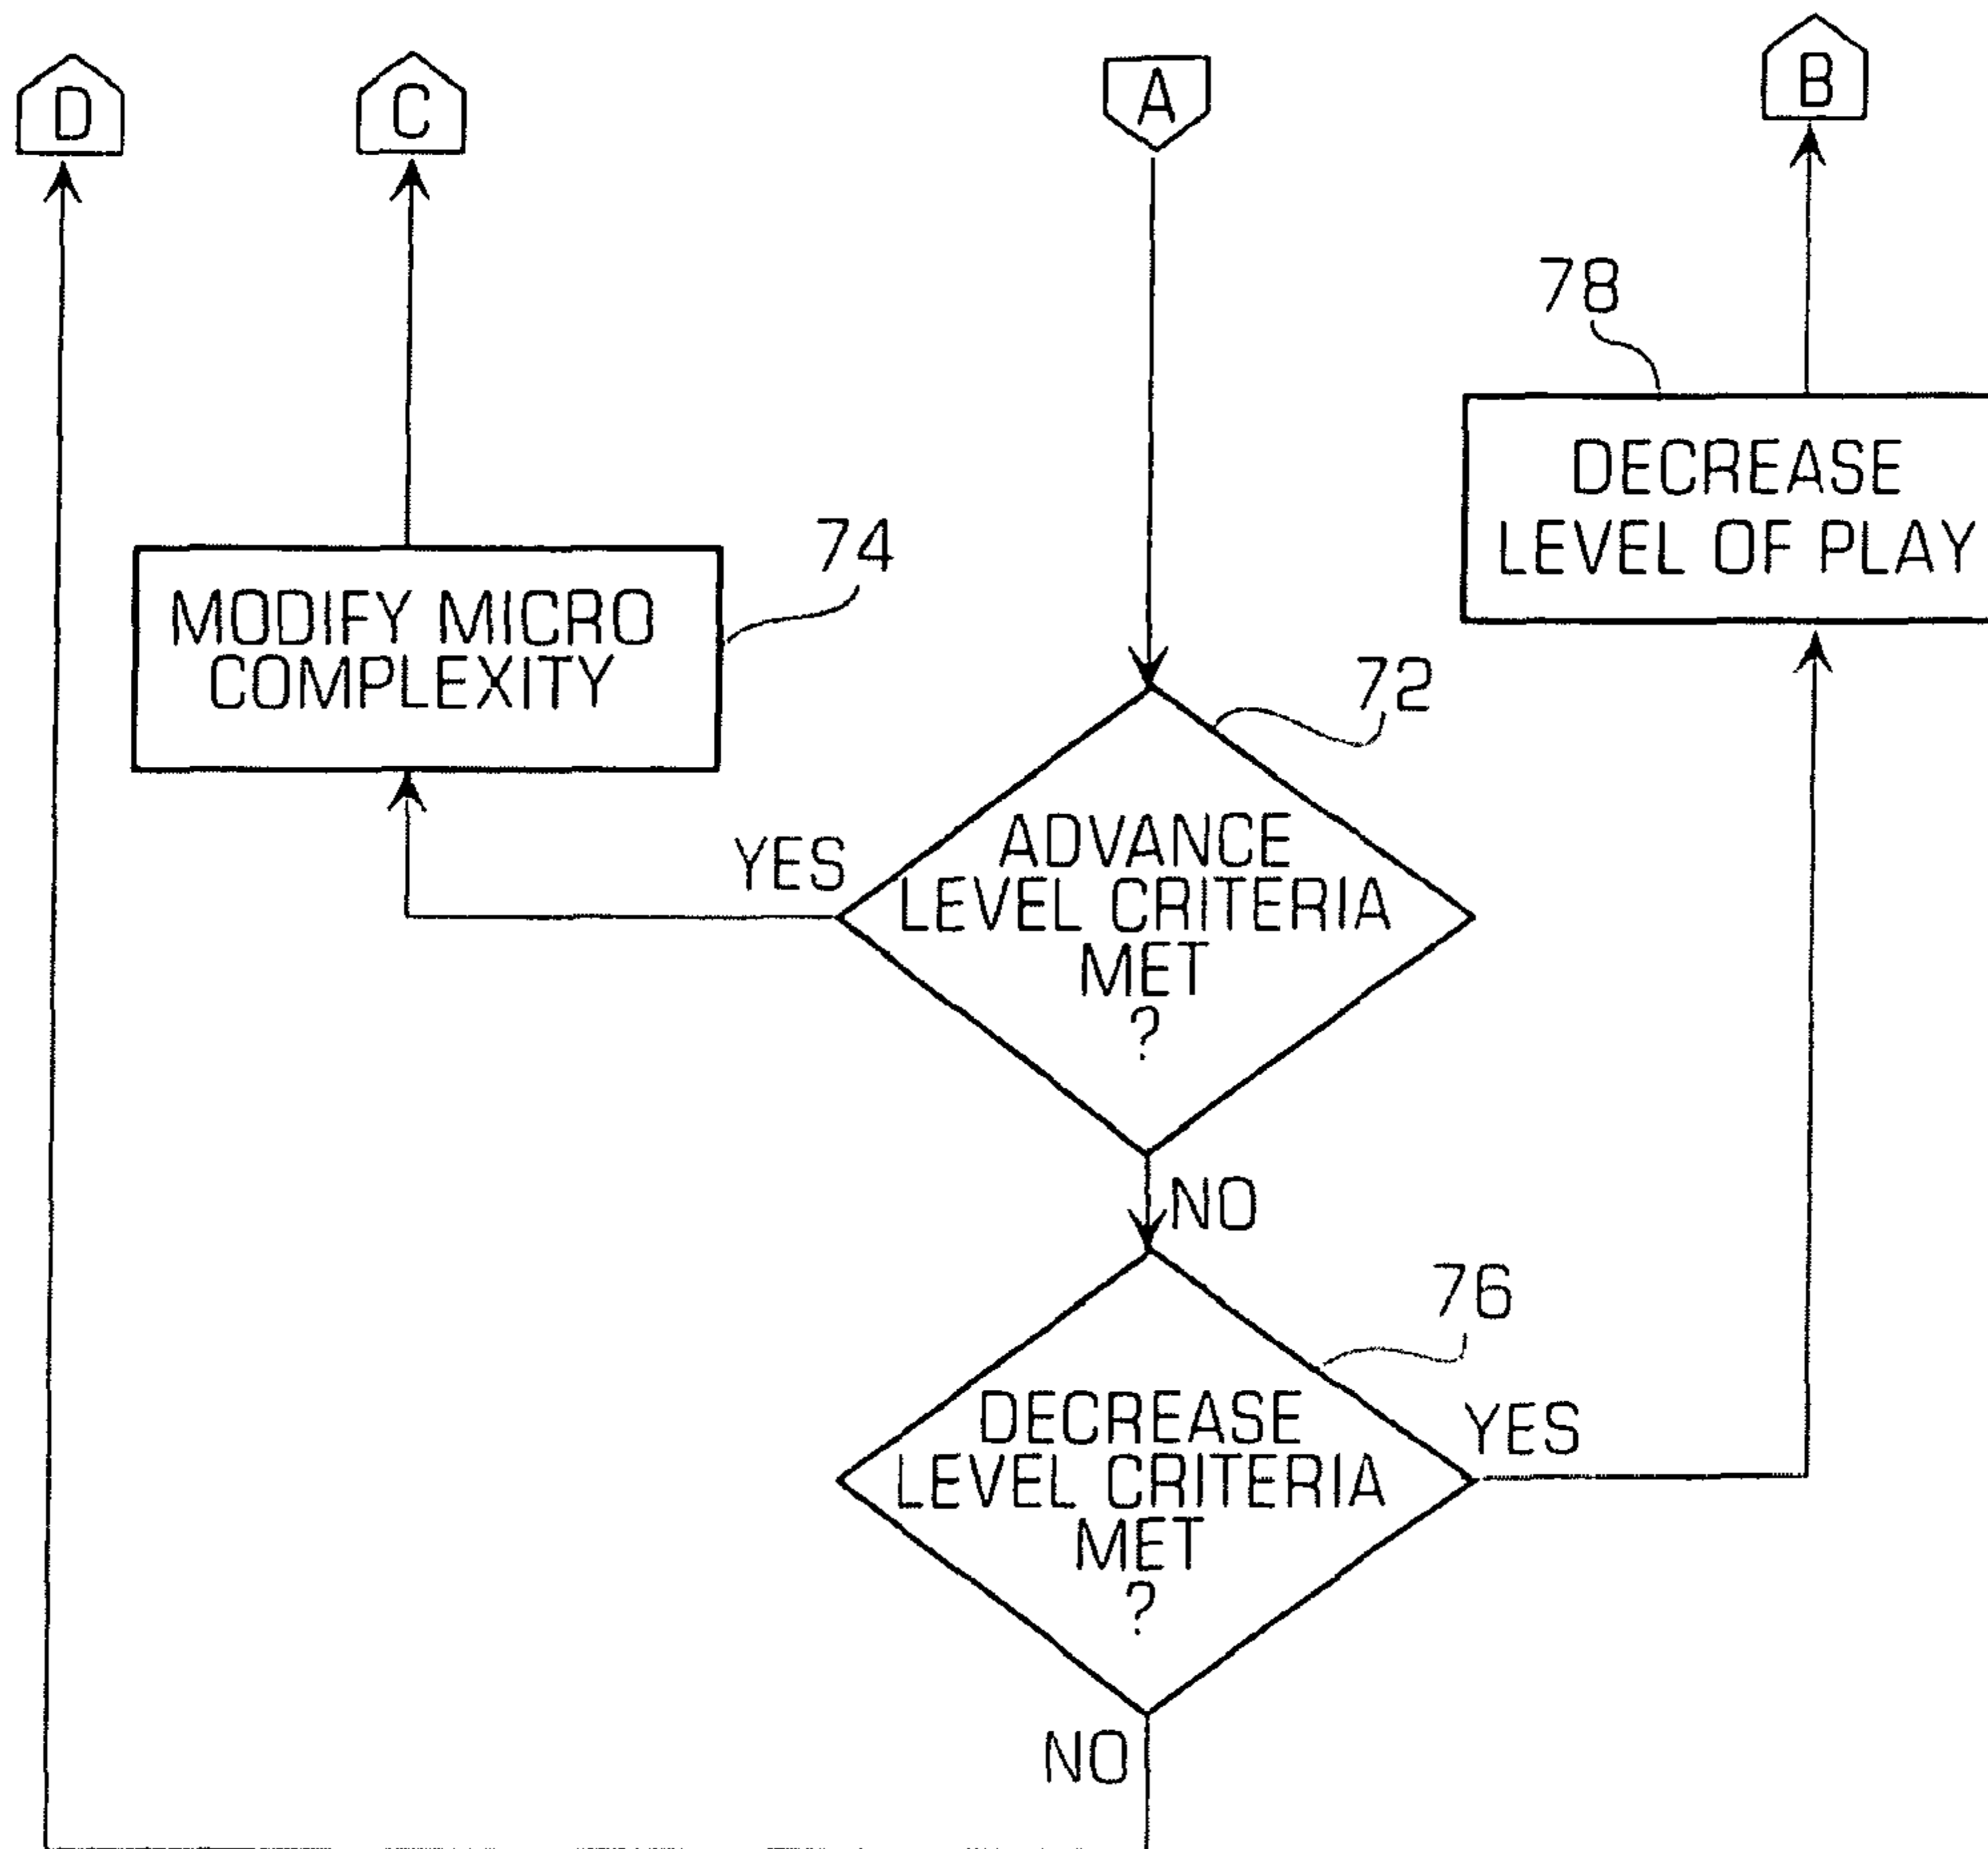 D
C
A
B
78
DECREASE
LEVEL OF PLAY
74
MODIFY MICRO
COMPLEXITY
72
ADVANCE
LEVEL CRITERIA
MET
?
YES
NO
76
DECREASE
LEVEL CRITERIA
MET
?
YES
NO